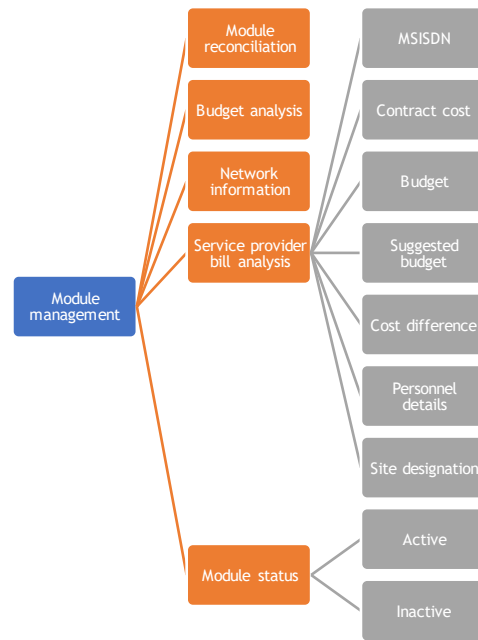 Module
management
Module
reconciliation
Budget analysis
Network
information
Service provider
bill analysis
Module status
MSISDN
Contract cost
Budget
Suggested
budget
Cost difference
Personnel
details
Site designation
Active
Inactive